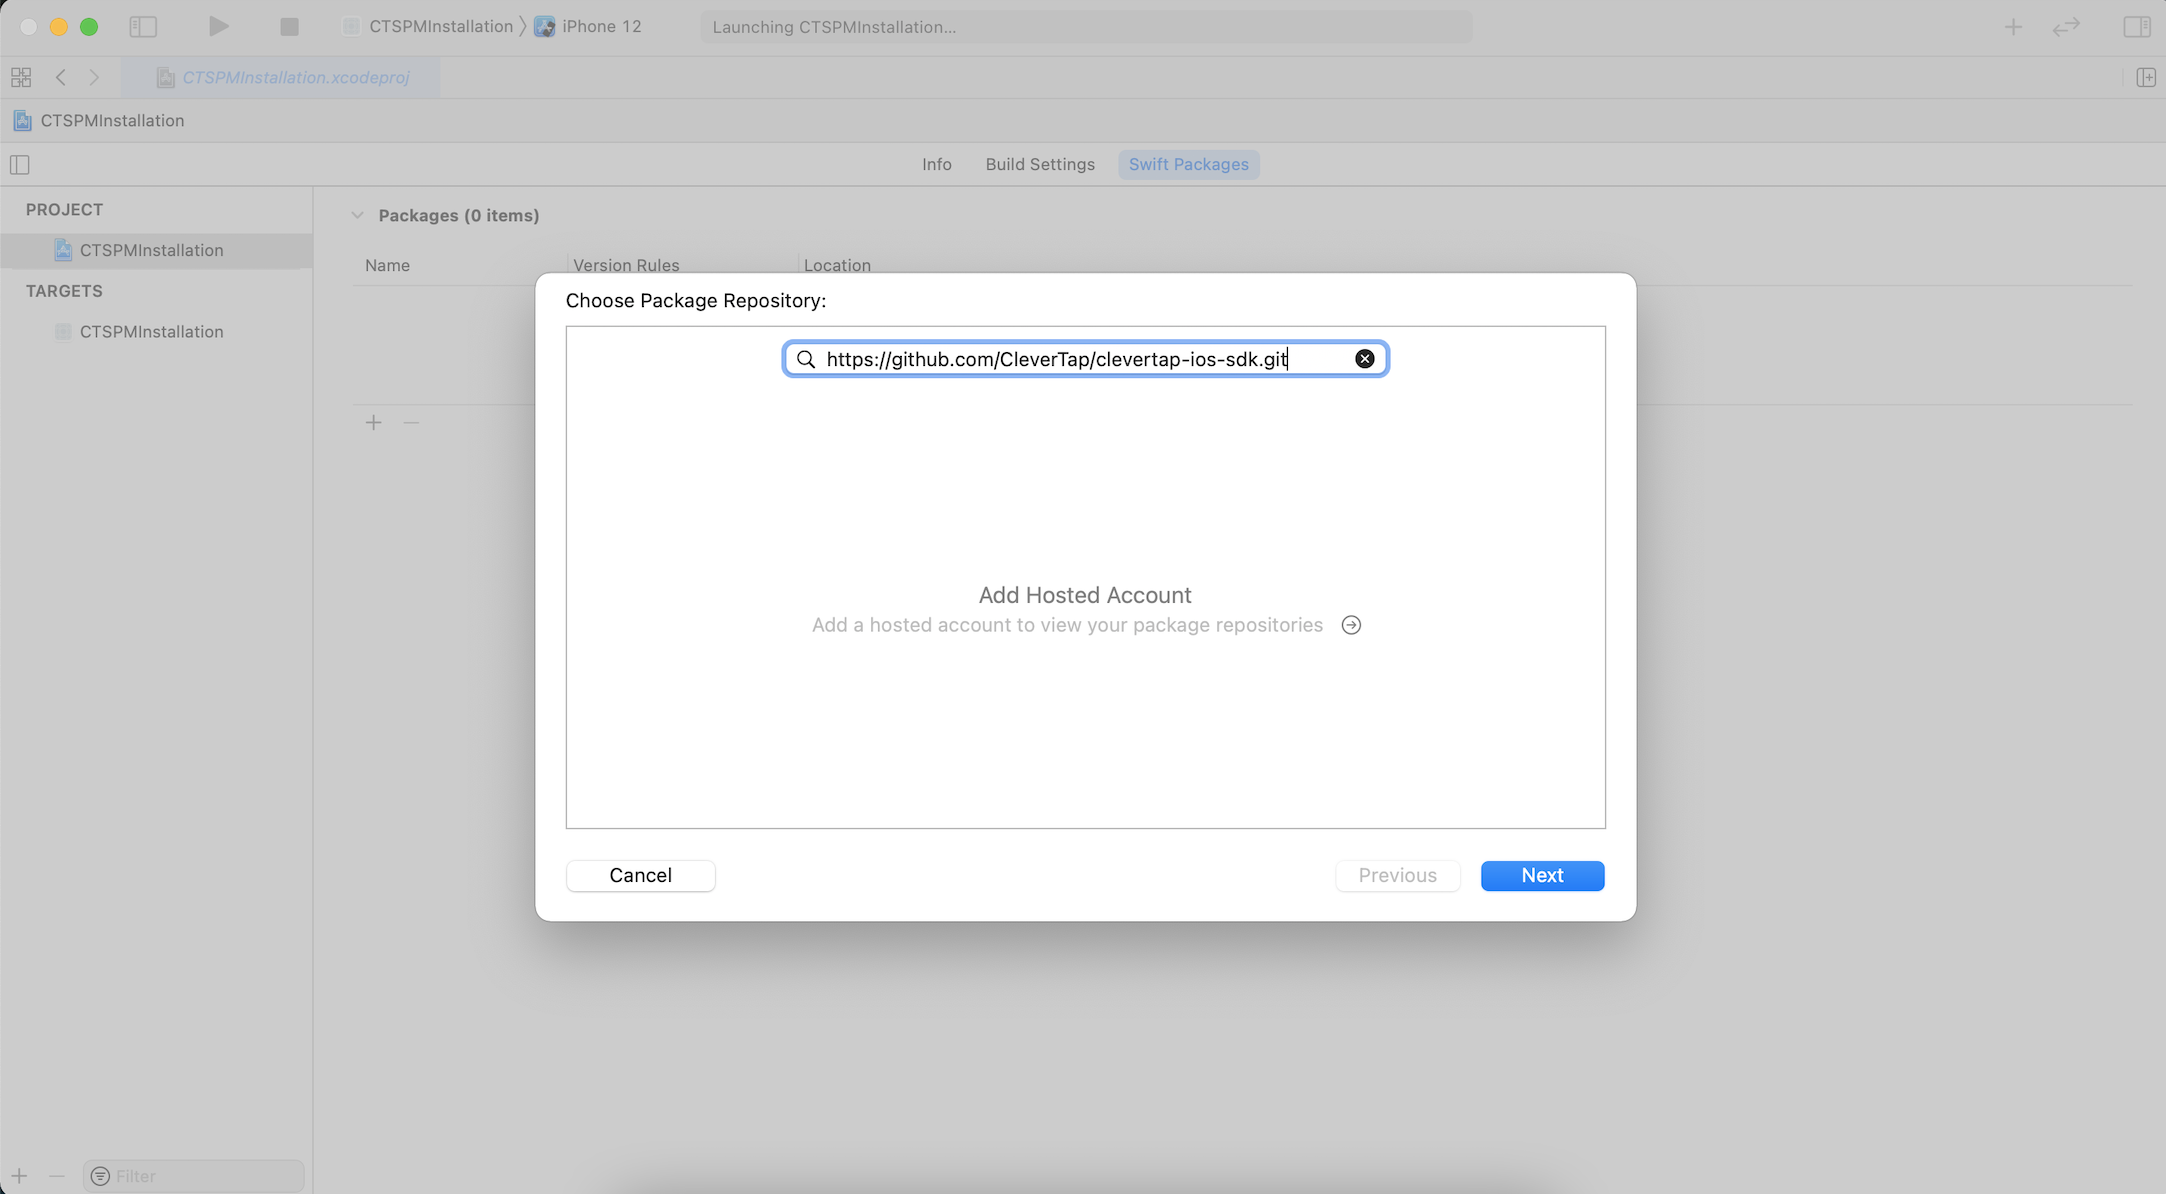 CTSPMInstallation 〉 iPhone 12
Launching CTSPMInstallation...
CTSPMInstallation.xcodeproj
CTSPMInstallation
Info Build Settings Swift Packages
PROJECT
CTSPMInstallation
TARGETS
CTSPMInstallation
Packages (0 items)
Name Version Rules Location
Choose Package Repository:
https://github.com/CleverTap/clevertap-ios-sdk.git
Add Hosted Account
Add a hosted account to view your package repositories
Cancel Previous Next
Filter